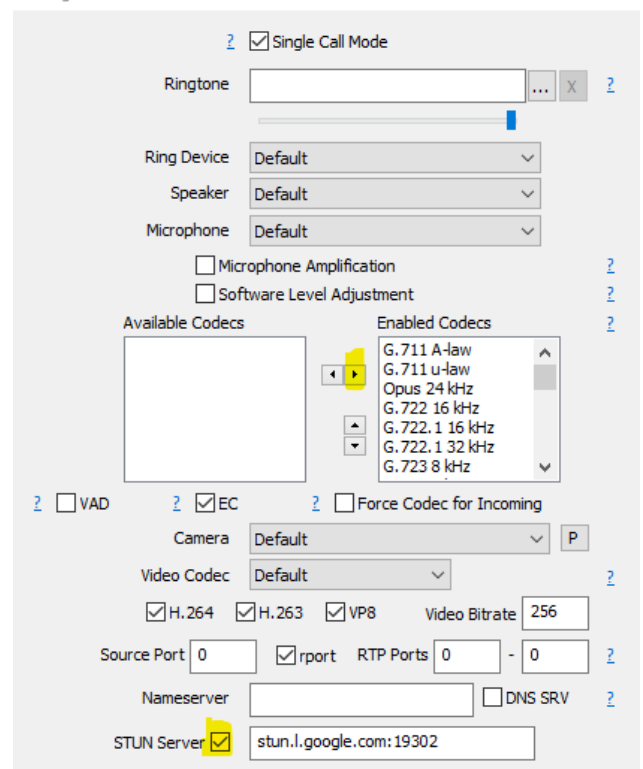 ? Single Call Mode
Ringtone ... X ?
Ring Device Default
Speaker Default
Microphone Default
Microphone Amplification ?
Software Level Adjustment ?
Available Codecs Enabled Codecs ?
G.711 A-law
G.711 u-law
Opus 24 kHz
G.722 16 kHz
G.722.1 16 kHz
G.722.1 32 kHz
G.723 8 kHz
? VAD ? EC ? Force Codec for Incoming
Camera Default P
Video Codec Default ?
H.264 H.263 VP8 Video Bitrate 256
Source Port 0 rport RTP Ports 0 - 0 ?
Nameserver DNS SRV ?
STUN Server stun.l.google.com:19302